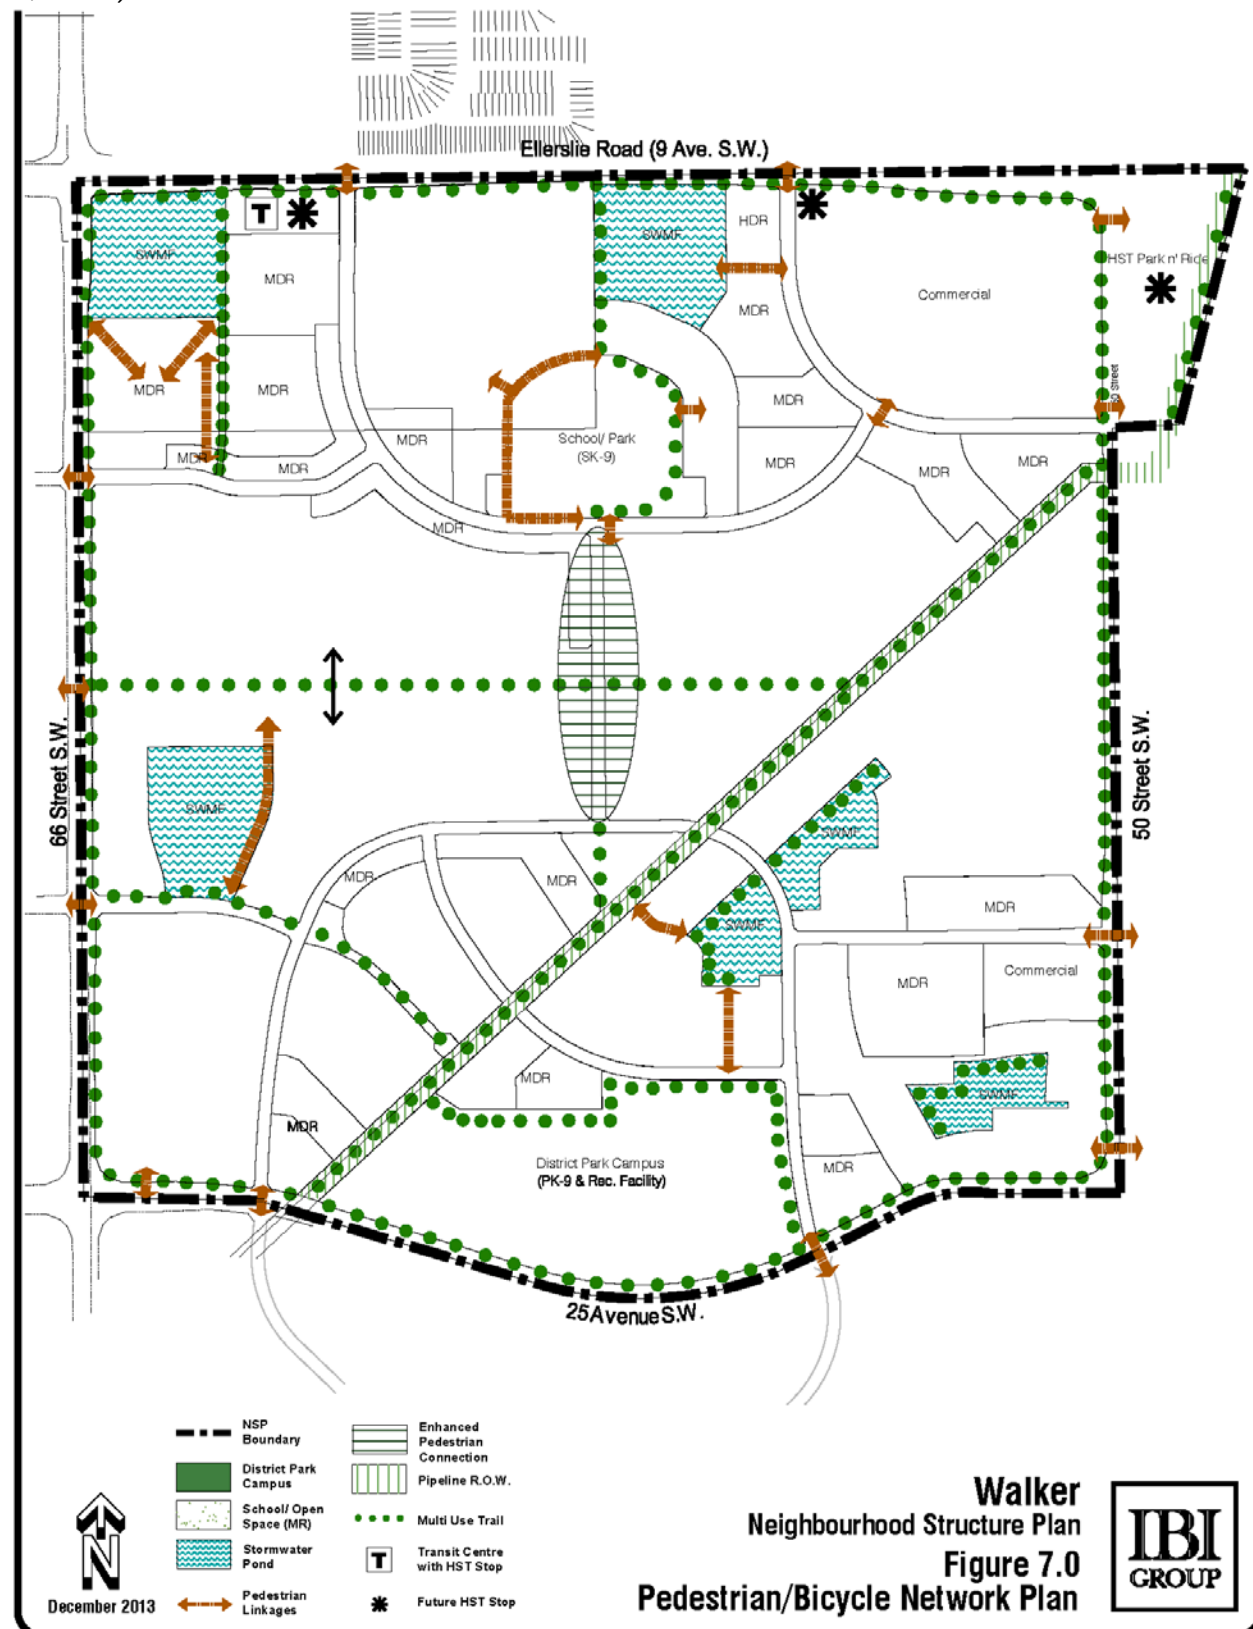 Ellerslie Road (9 Ave. S.W.)
SWMF
T
SWMF
HDR
HST Park n' Ride
MDR
MDR
Commercial
MDR
MDR
50 Street
MDR
MDR
School/ Park
(SK-9)
MDR
MDR
MDR
MDR
MDR
MDR
MDR
66 Street S.W.
50 Street S.W.
SWMF
SWMF
MDR
MDR
MDR
SWMF
MDR
Commercial
MDR
SWMF
MDR
District Park Campus
(PK-9 & Rec. Facility)
MDR
25 Avenue S.W.
NSP
Boundary
District Park
Campus
School/ Open
Space (MR)
Stormwater
Pond
Pedestrian
Linkages
Enhanced
Pedestrian
Connection
Pipeline R.O.W.
Multi Use Trail
T
Transit Centre
with HST Stop
Future HST Stop
N
December 2013
Walker
Neighbourhood Structure Plan
Figure 7.0
Pedestrian/Bicycle Network Plan
IBI
GROUP